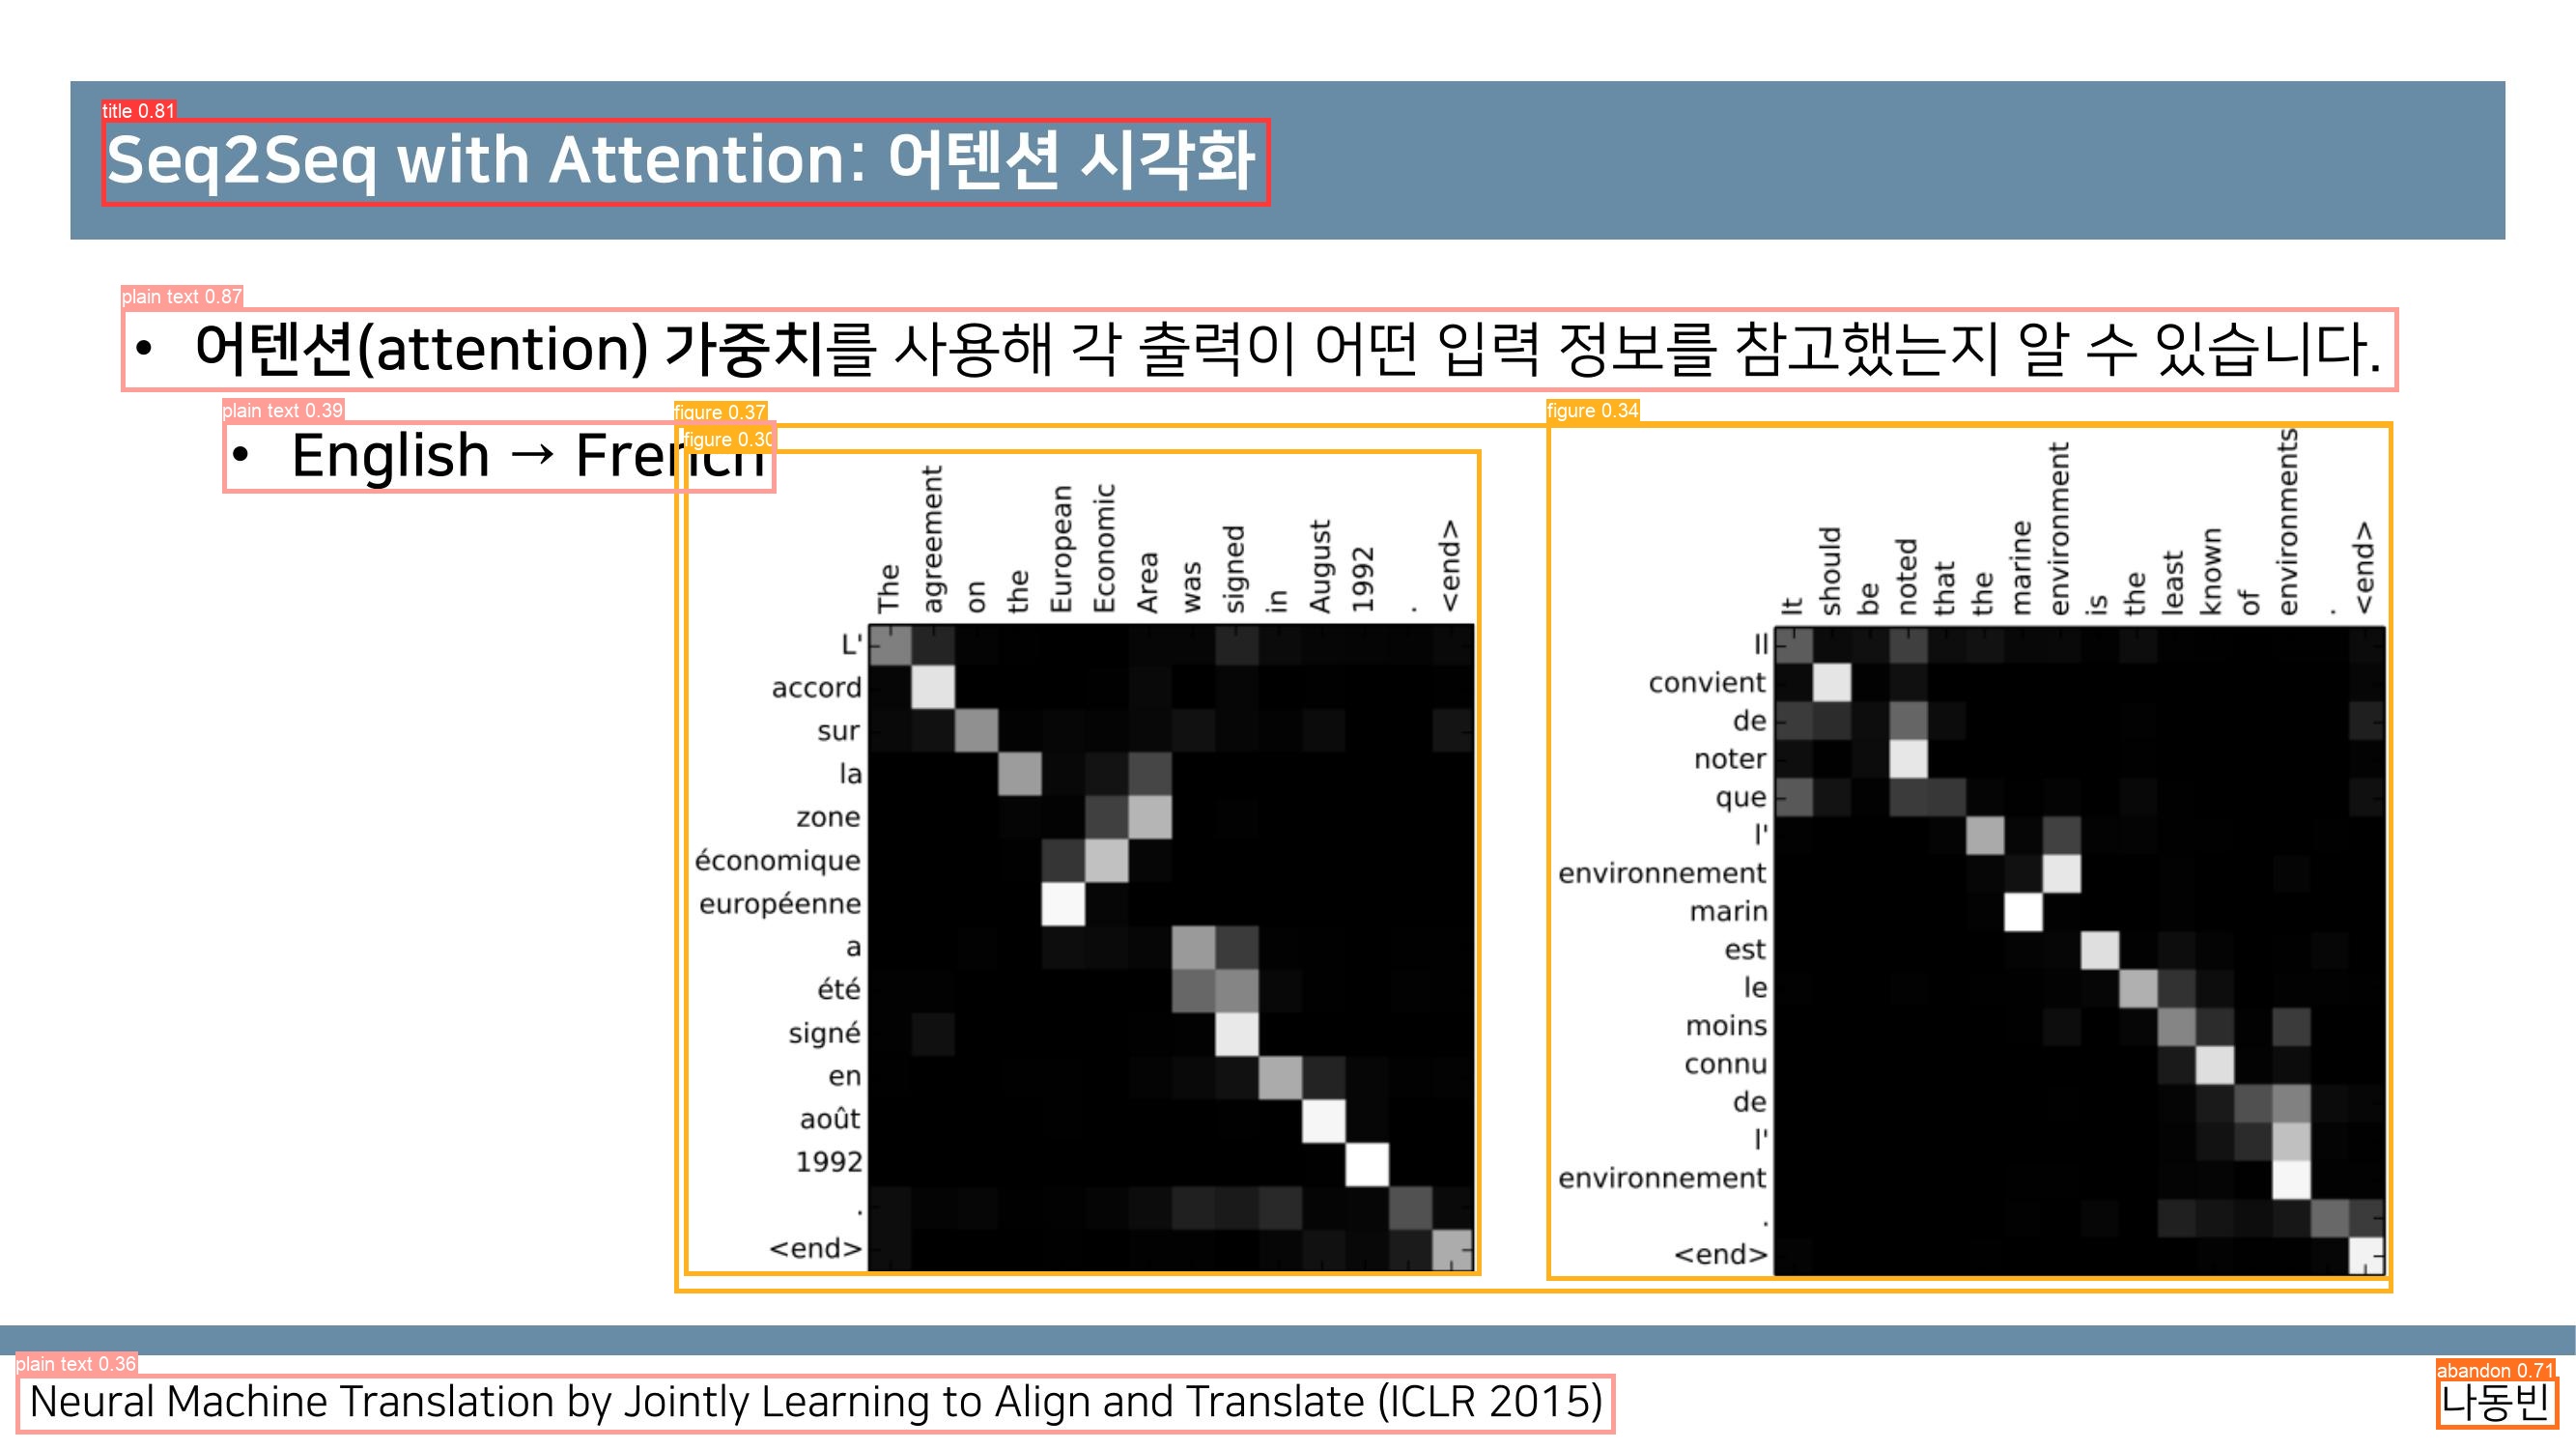 title 0.81
Seq2Seq with Attention: 어텐션 시각화
plain text 0.87
• 어텐션(attention) 가중치를 사용해 각 출력이 어떤 입력 정보를 참고했는지 알 수 있습니다.
plain text 0.39
• English → French
figure 0.37
figure 0.30
The agreement on the European Economic Area was signed in August 1992 . <end>
L'
accord
sur
la
zone
économique
européenne
a
été
signé
en
août
1992
.
<end>
figure 0.34
It should be noted that the marine environment is the least known of environments . <end>
Il
convient
de
noter
que
l'
environnement
marin
est
le
moins
connu
de
l'
environnement
.
<end>
plain text 0.36
Neural Machine Translation by Jointly Learning to Align and Translate (ICLR 2015)
abandon 0.71
나동빈